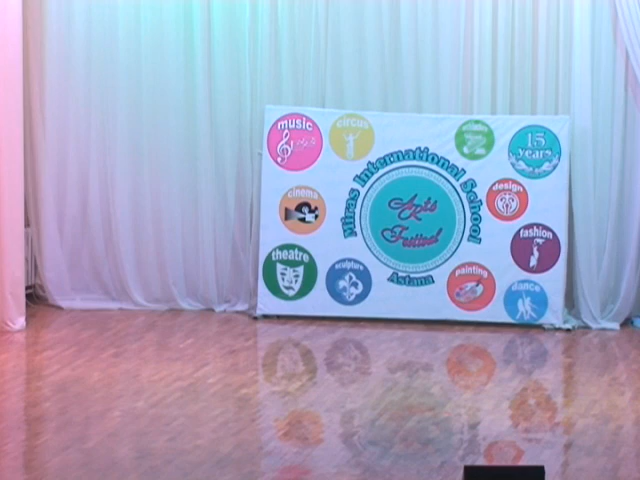 music
circus
15
years
Miras International School
cinema
design
Arts
Festival
fashion
theatre
sculpture
painting
Astana
dance